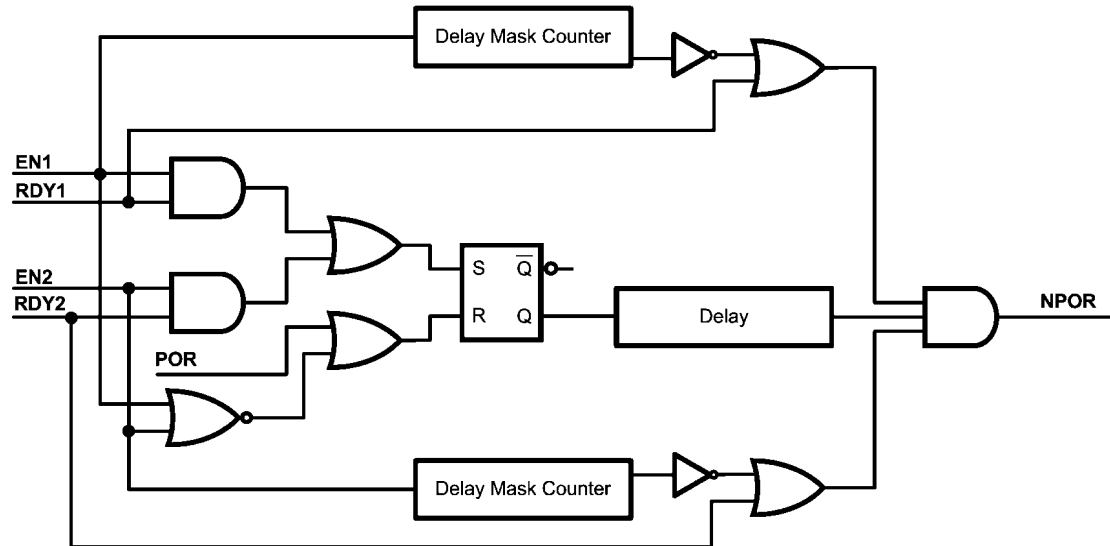 Delay Mask Counter
EN1
RDY1
EN2
RDY2
S Q
R Q
Delay
NPOR
POR
Delay Mask Counter